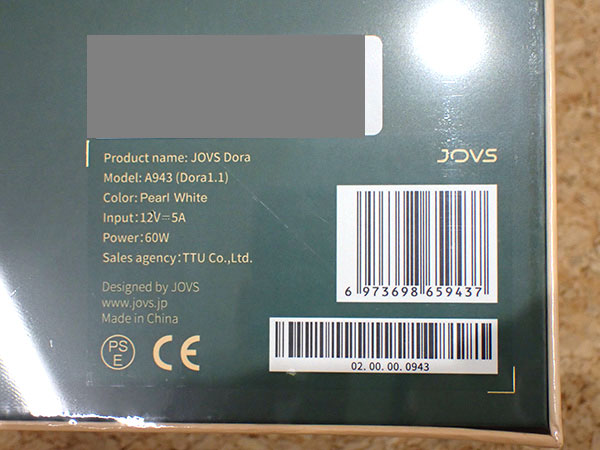 Product name: JOVS Dora
Model: A943 (Dora1.1)
Color: Pearl White
Input:12V⎓5A
Power:60W
Sales agency:TTU Co.,Ltd.
Designed by JOVS
www.jovs.jp
Made in China
PS
E
CE
JOVS
6 973698 659437
02. 00. 00. 0943